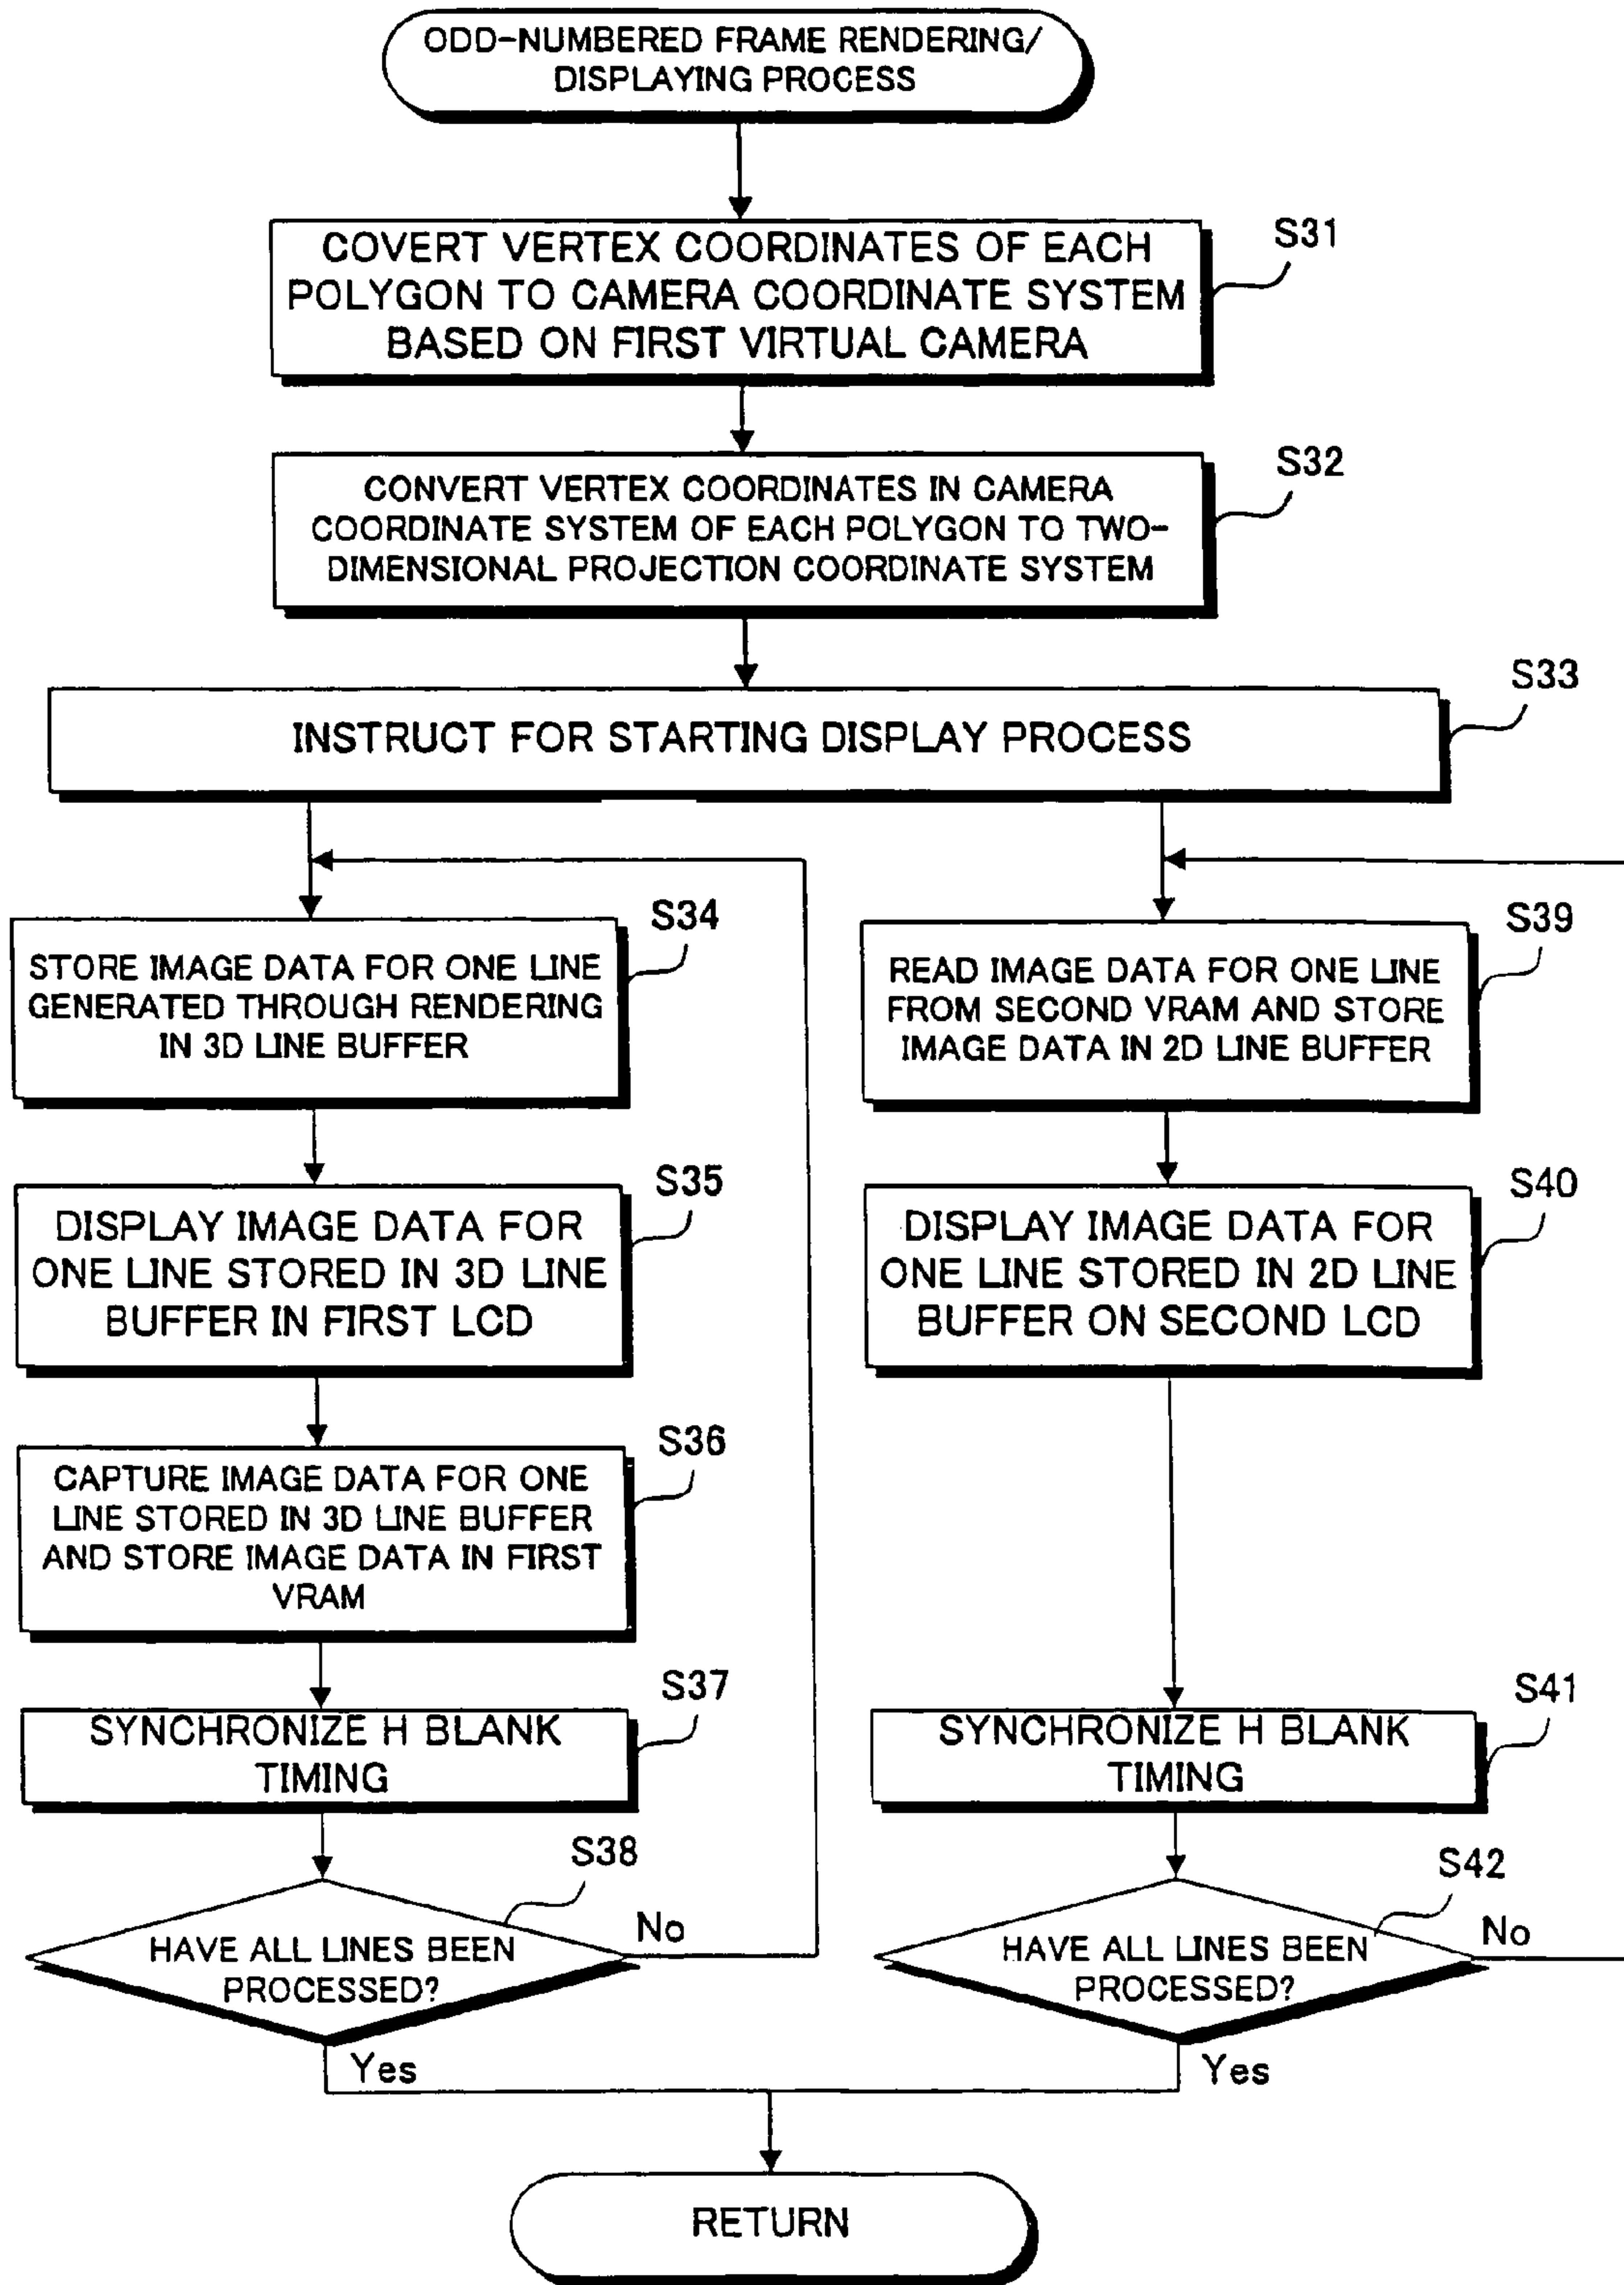 ODD-NUMBERED FRAME RENDERING/
DISPLAYING PROCESS
S31
COVERT VERTEX COORDINATES OF EACH
POLYGON TO CAMERA COORDINATE SYSTEM
BASED ON FIRST VIRTUAL CAMERA
S32
CONVERT VERTEX COORDINATES IN CAMERA
COORDINATE SYSTEM OF EACH POLYGON TO TWO-
DIMENSIONAL PROJECTION COORDINATE SYSTEM
S33
INSTRUCT FOR STARTING DISPLAY PROCESS
S34
STORE IMAGE DATA FOR ONE LINE
GENERATED THROUGH RENDERING
IN 3D LINE BUFFER
S35
DISPLAY IMAGE DATA FOR
ONE LINE STORED IN 3D LINE
BUFFER IN FIRST LCD
S36
CAPTURE IMAGE DATA FOR ONE
LINE STORED IN 3D LINE BUFFER
AND STORE IMAGE DATA IN FIRST
VRAM
S37
SYNCHRONIZE H BLANK
TIMING
S38
HAVE ALL LINES BEEN
PROCESSED?
No
Yes
S39
READ IMAGE DATA FOR ONE LINE
FROM SECOND VRAM AND STORE
IMAGE DATA IN 2D LINE BUFFER
S40
DISPLAY IMAGE DATA FOR
ONE LINE STORED IN 2D LINE
BUFFER ON SECOND LCD
S41
SYNCHRONIZE H BLANK
TIMING
S42
HAVE ALL LINES BEEN
PROCESSED?
No
Yes
RETURN